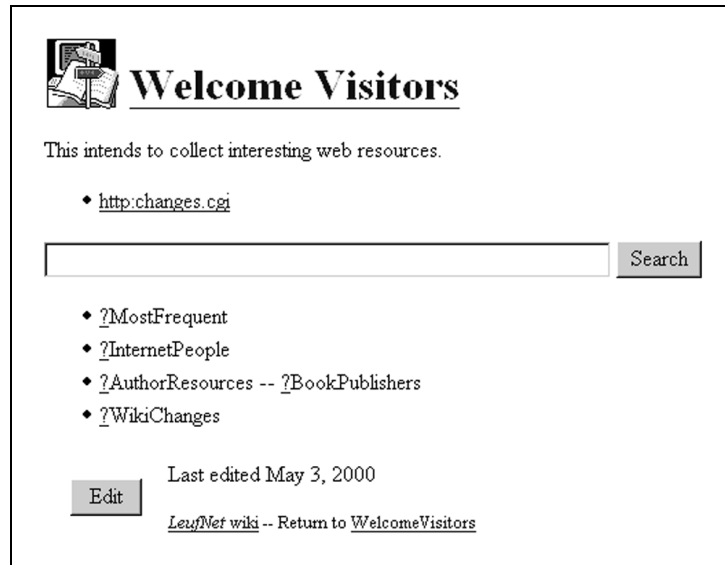 Welcome Visitors
This intends to collect interesting web resources.
http:changes.cgi
Search
?MostFrequent
?InternetPeople
?AuthorResources -- ?BookPublishers
?WikiChanges
Edit
Last edited May 3, 2000
LeufNet wiki -- Return to WelcomeVisitors